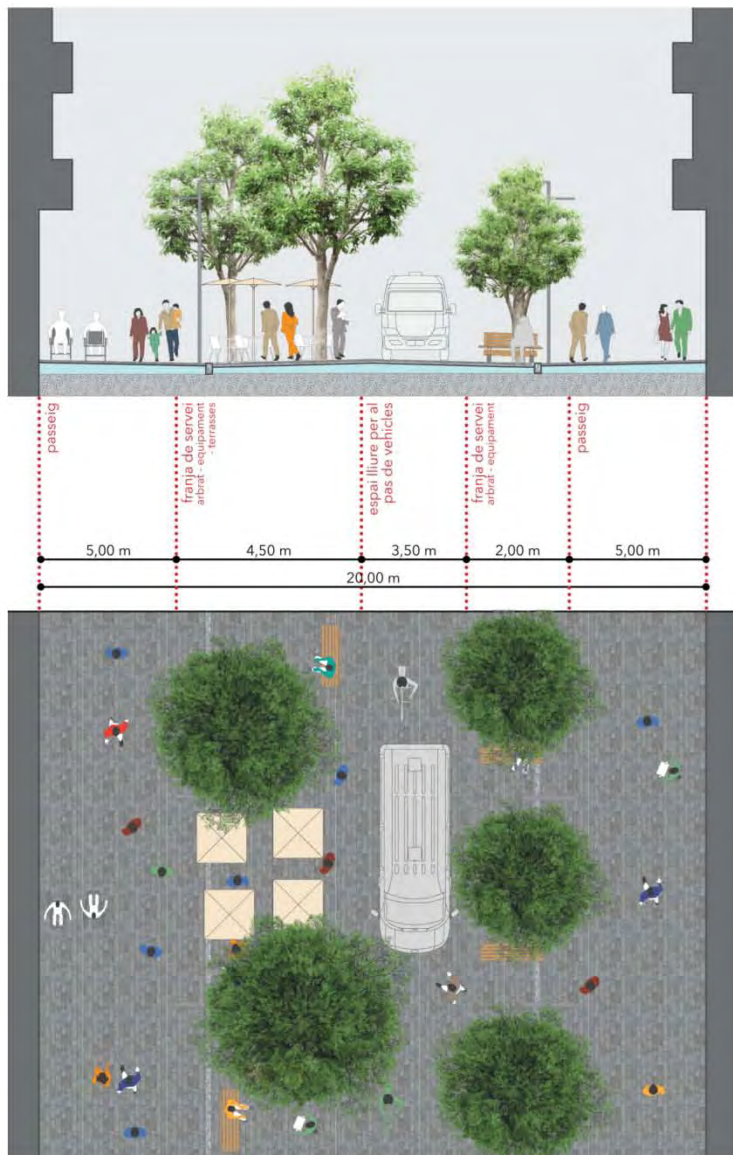 passeig
franja de servei
arbrat - equipament
- terrasses
espai lliure per al
pas de vehicles
franja de servei
arbrat - equipament
passeig
5,00 m
4,50 m
3,50 m
2,00 m
5,00 m
20,00 m